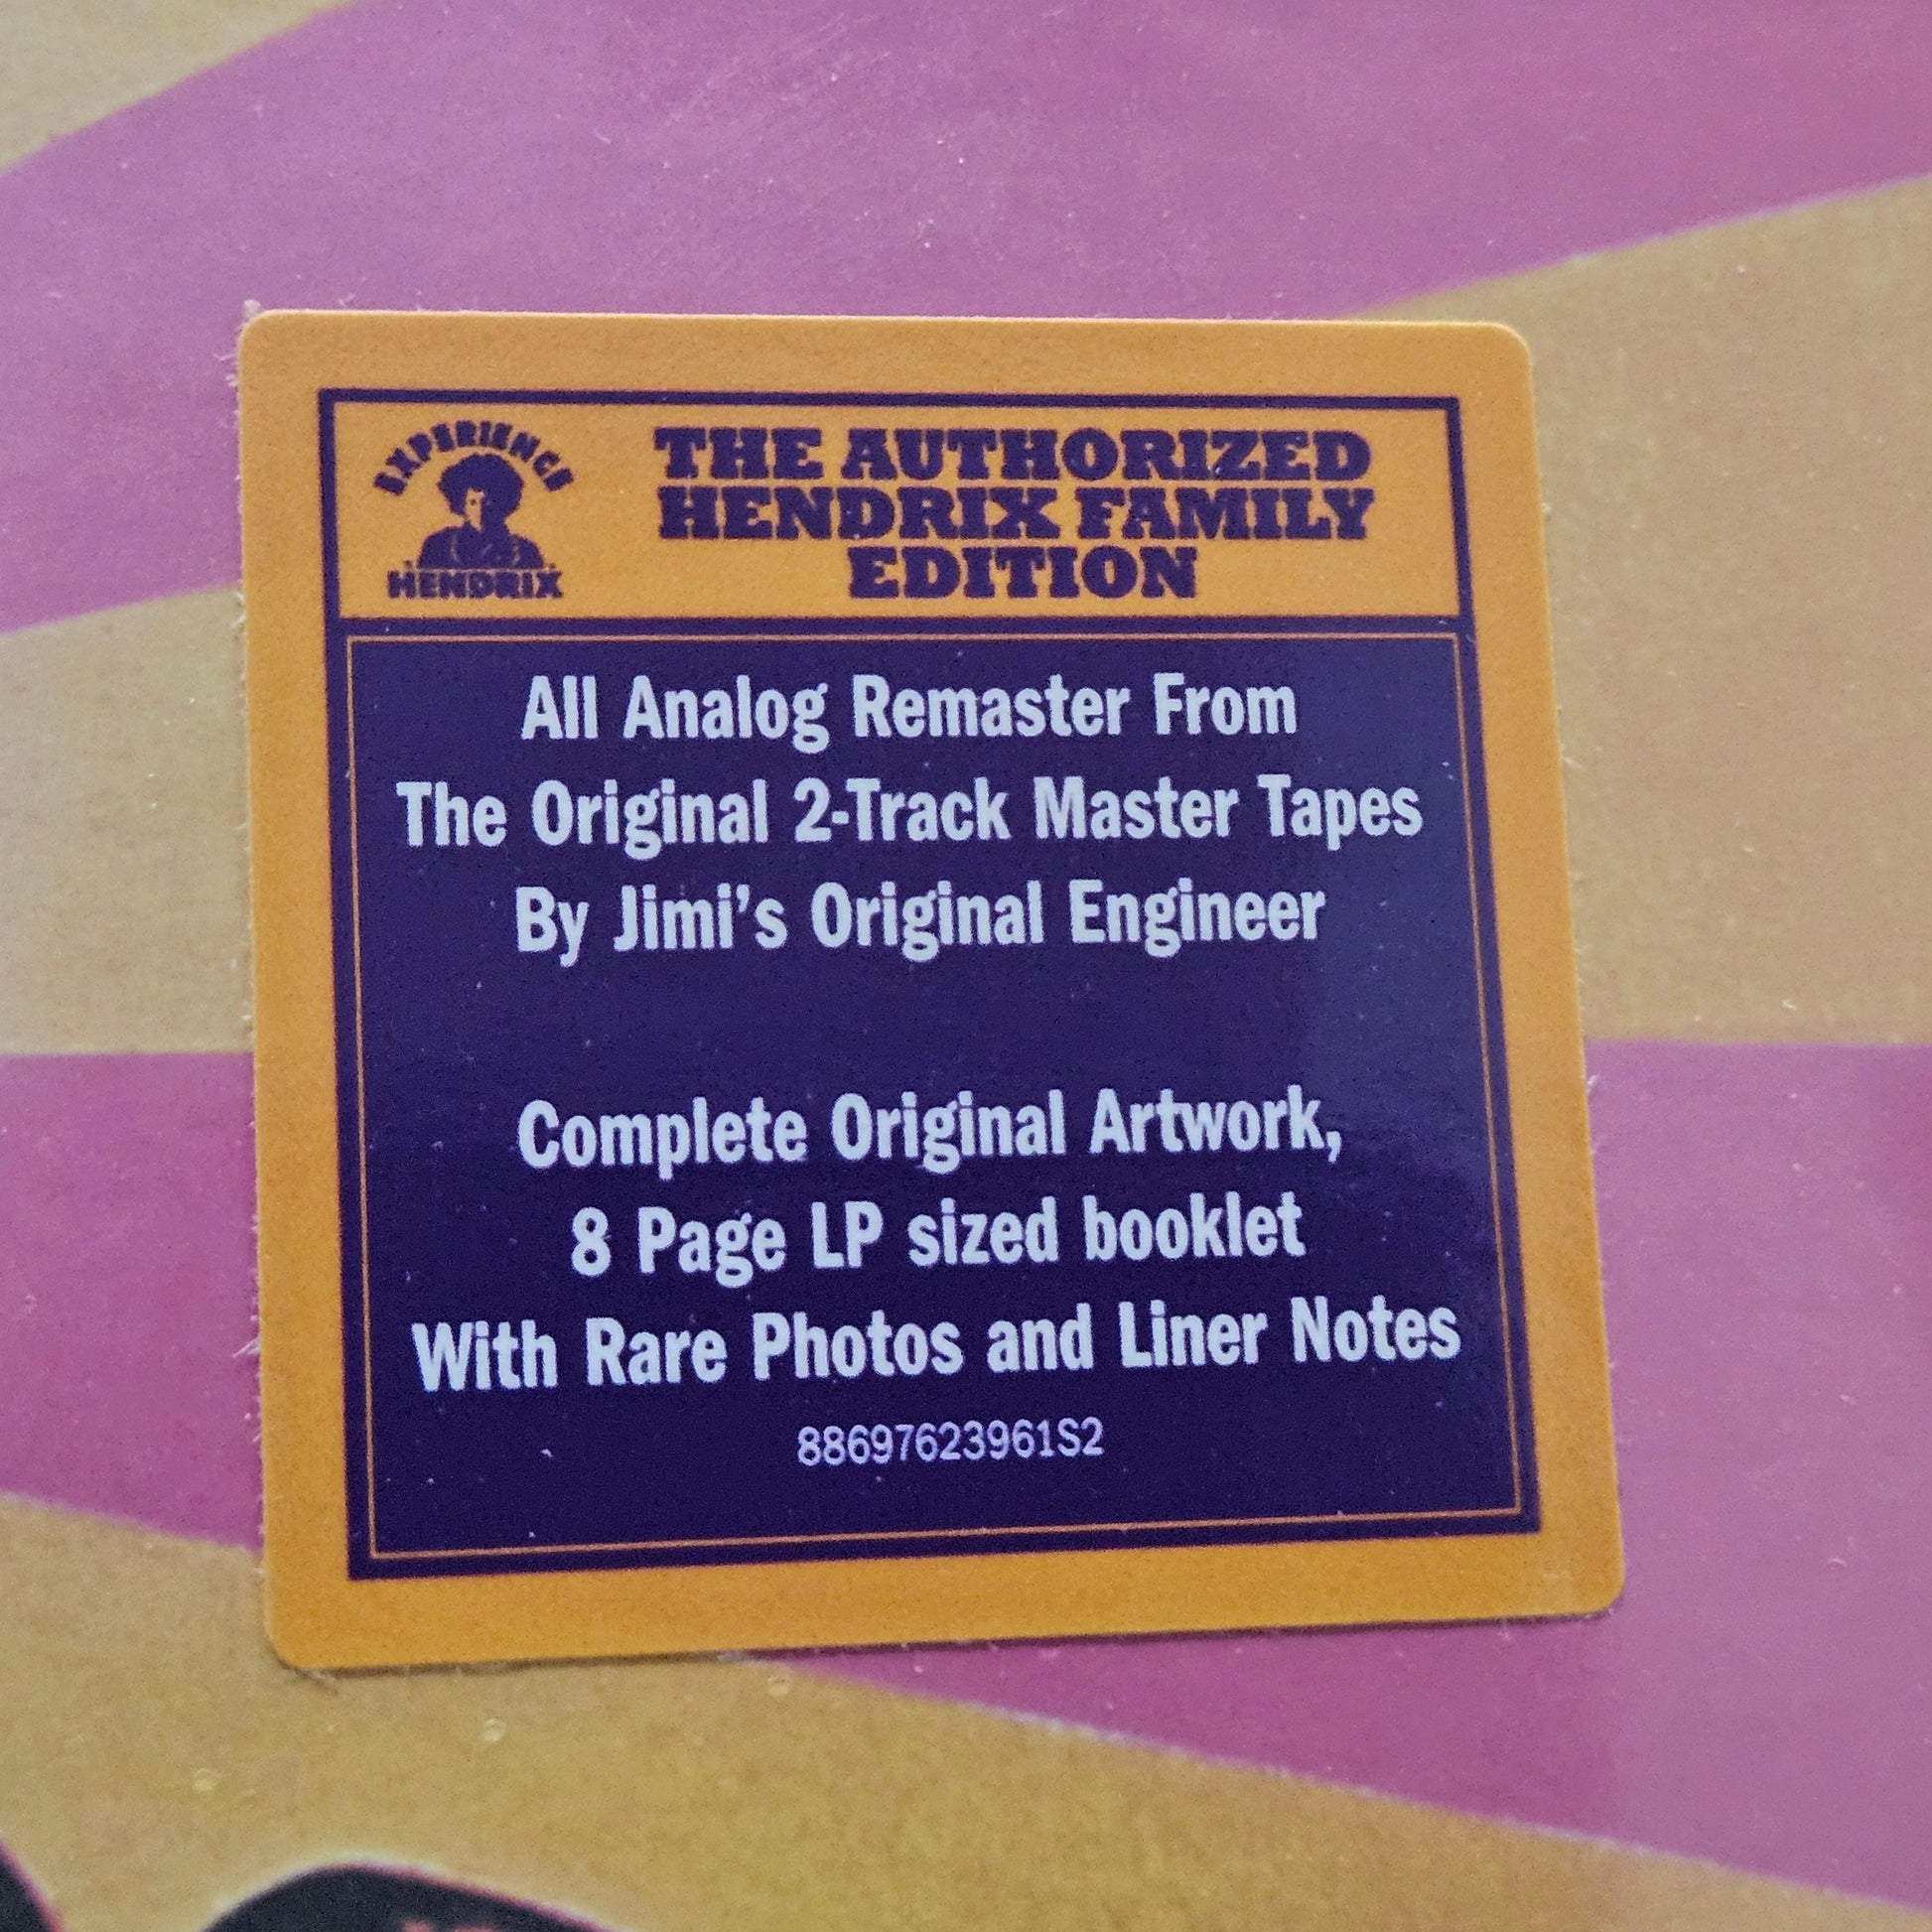 EXPERIENCE
HENDRIX
THE AUTHORIZED
HENDRIX FAMILY
EDITION
All Analog Remaster From
The Original 2-Track Master Tapes
By Jimi's Original Engineer
Complete Original Artwork,
8 Page LP sized booklet
With Rare Photos and Liner Notes
88697623961S2